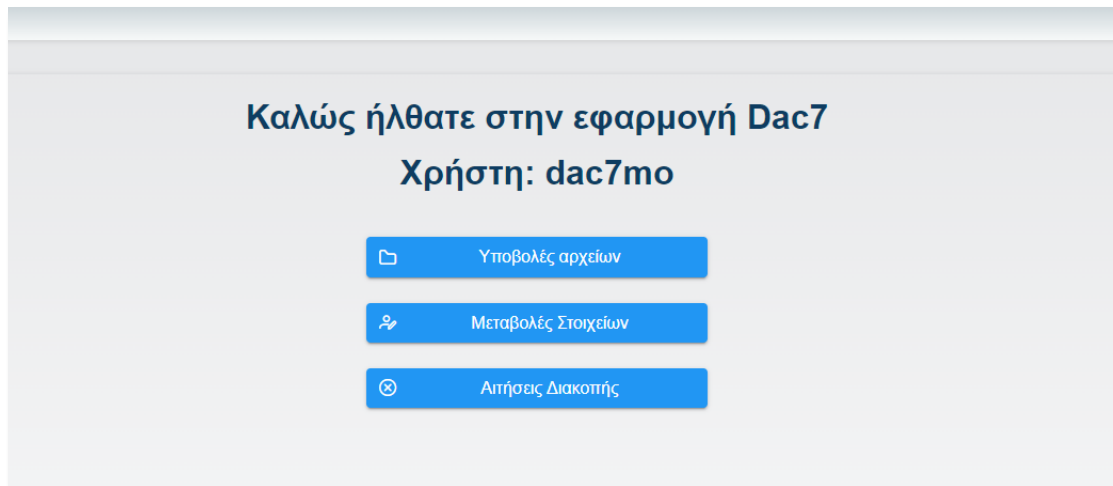 Καλώς ήλθατε στην εφαρμογή Dac7
Χρήστη: dac7mo
Υποβολές αρχείων
Μεταβολές Στοιχείων
Αιτήσεις Διακοπής